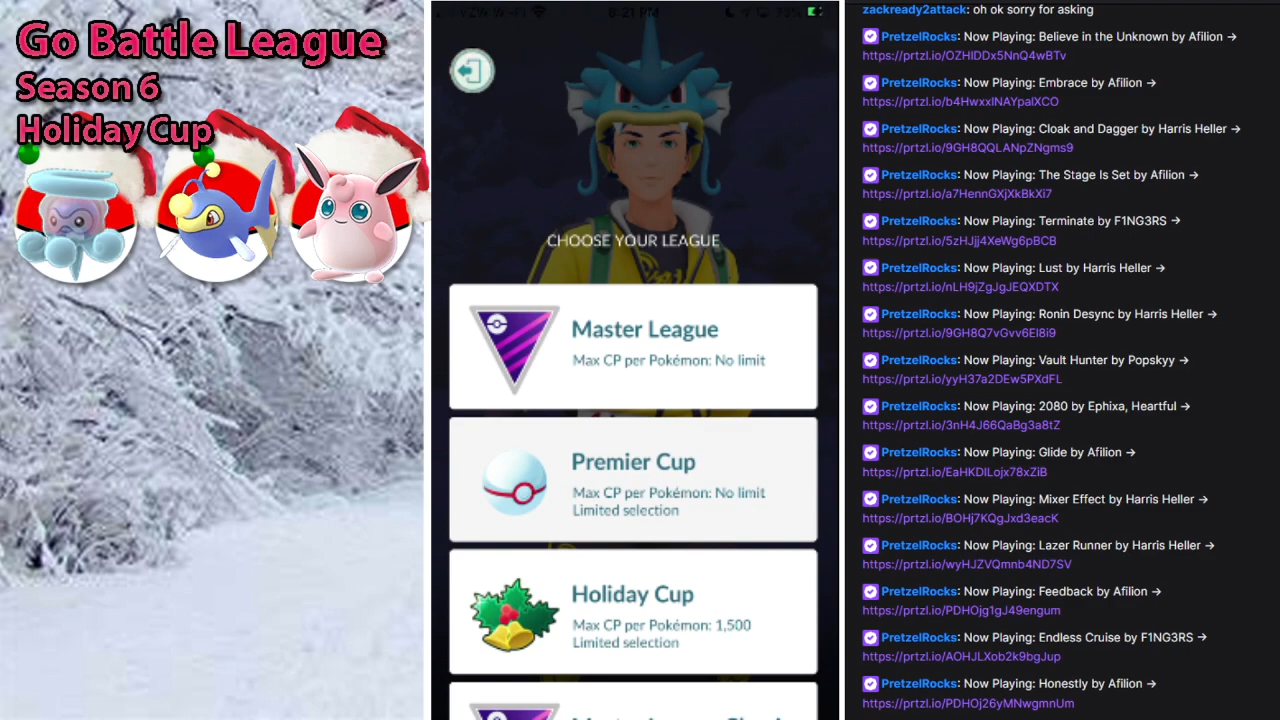 Go Battle League
Season 6
Holiday Cup
8:21 PM
CHOOSE YOUR LEAGUE
Master League
Max CP per Pokémon: No limit
Premier Cup
Max CP per Pokémon: No limit
Limited selection
Holiday Cup
Max CP per Pokémon: 1,500
Limited selection
zackready2attack: oh ok sorry for asking
PretzelRocks: Now Playing: Believe in the Unknown by Afilion →
https://prtzl.io/OZHlDDx5NnQ4wBTv
PretzelRocks: Now Playing: Embrace by Afilion →
https://prtzl.io/b4HwxxlNAYpalXCO
PretzelRocks: Now Playing: Cloak and Dagger by Harris Heller →
https://prtzl.io/9GH8QQLANpZNgms9
PretzelRocks: Now Playing: The Stage Is Set by Afilion →
https://prtzl.io/a7HennGXjXkBkXi7
PretzelRocks: Now Playing: Terminate by F1NG3RS →
https://prtzl.io/5zHJjj4XeWg6pBCB
PretzelRocks: Now Playing: Lust by Harris Heller →
https://prtzl.io/nLH9jZgJgJEQXDTX
PretzelRocks: Now Playing: Ronin Desync by Harris Heller →
https://prtzl.io/9GH8Q7vGvv6El8i9
PretzelRocks: Now Playing: Vault Hunter by Popskyy →
https://prtzl.io/yyH37a2DEw5PXdFL
PretzelRocks: Now Playing: 2080 by Ephixa, Heartful →
https://prtzl.io/3nH4J66QaBg3a8tZ
PretzelRocks: Now Playing: Glide by Afilion →
https://prtzl.io/EaHKDlLojx78xZiB
PretzelRocks: Now Playing: Mixer Effect by Harris Heller →
https://prtzl.io/BOHj7KQgJxd3eacK
PretzelRocks: Now Playing: Lazer Runner by Harris Heller →
https://prtzl.io/wyHJZVQmnb4ND7SV
PretzelRocks: Now Playing: Feedback by Afilion →
https://prtzl.io/PDHOjg1gJ49engum
PretzelRocks: Now Playing: Endless Cruise by F1NG3RS →
https://prtzl.io/AOHJLXob2k9bgJup
PretzelRocks: Now Playing: Honestly by Afilion →
https://prtzl.io/PDHOj26yMNwgmnUm